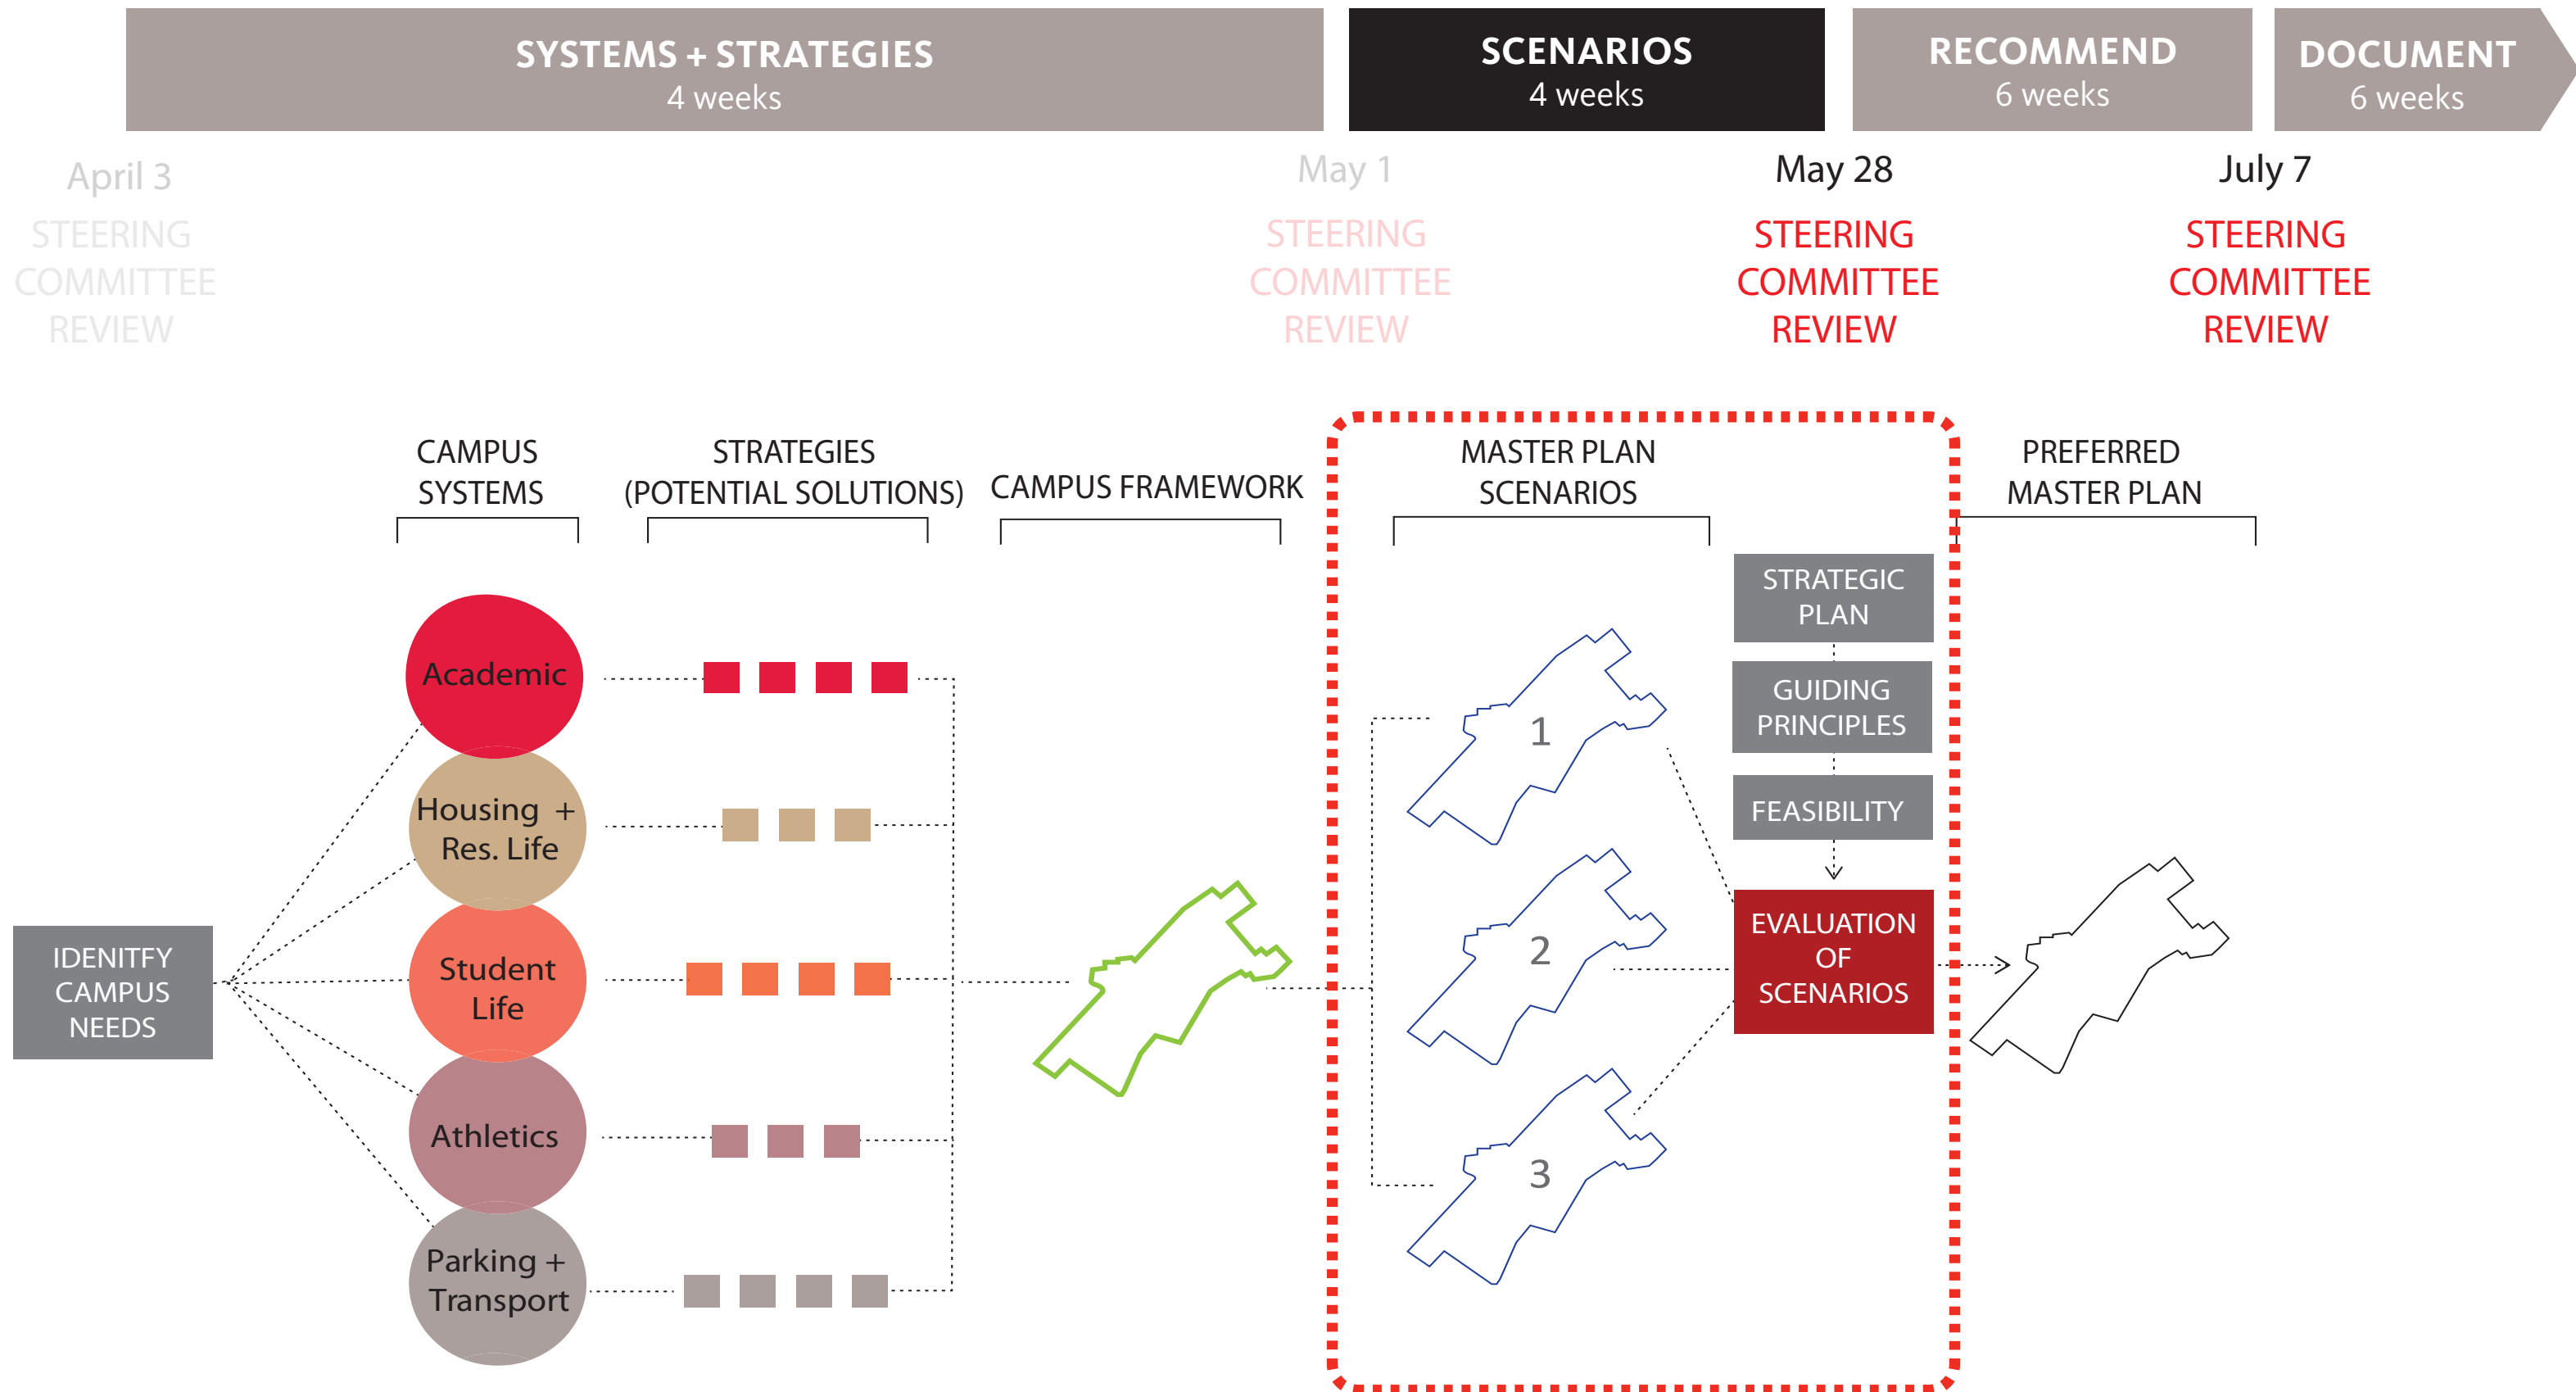 SYSTEMS + STRATEGIES
4 weeks
SCENARIOS
4 weeks
RECOMMEND
6 weeks
DOCUMENT
6 weeks
April 3
STEERING
COMMITTEE
REVIEW
May 1
STEERING
COMMITTEE
REVIEW
May 28
STEERING
COMMITTEE
REVIEW
July 7
STEERING
COMMITTEE
REVIEW
CAMPUS
SYSTEMS
STRATEGIES
(POTENTIAL SOLUTIONS)
CAMPUS FRAMEWORK
MASTER PLAN
SCENARIOS
PREFERRED
MASTER PLAN
IDENITFY
CAMPUS
NEEDS
Academic
Housing +
Res. Life
Student
Life
Athletics
Parking +
Transport
1
2
3
STRATEGIC
PLAN
GUIDING
PRINCIPLES
FEASIBILITY
EVALUATION
OF
SCENARIOS